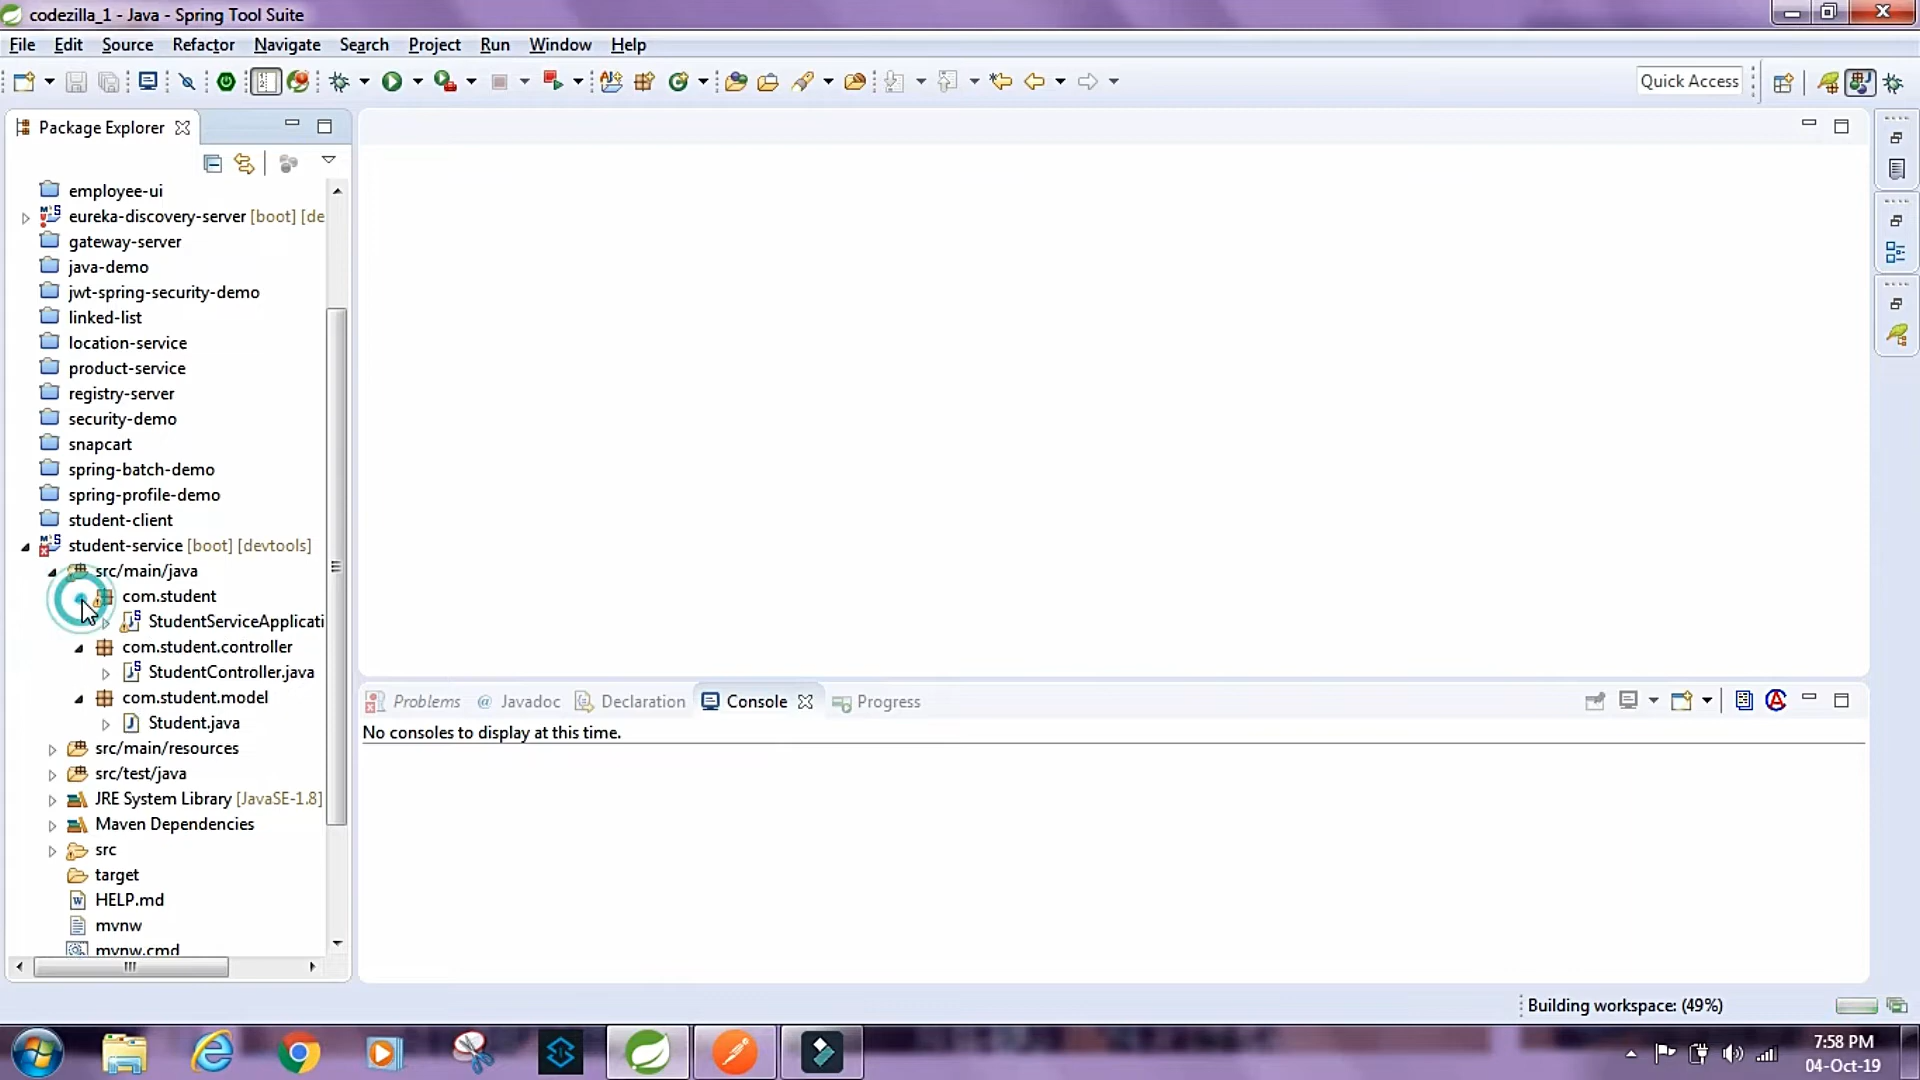 codezilla_1 - Java - Spring Tool Suite
File Edit Source Refactor Navigate Search Project Run Window Help
Quick Access
Package Explorer
employee-ui
eureka-discovery-server [boot] [de
gateway-server
java-demo
jwt-spring-security-demo
linked-list
location-service
product-service
registry-server
security-demo
snapcart
spring-batch-demo
spring-profile-demo
student-client
student-service [boot] [devtools]
src/main/java
com.student
StudentServiceApplicati
com.student.controller
StudentController.java
com.student.model
Student.java
src/main/resources
src/test/java
JRE System Library [JavaSE-1.8]
Maven Dependencies
src
target
HELP.md
mvnw
mvnw.cmd
Problems @ Javadoc Declaration Console Progress
No consoles to display at this time.
Building workspace: (49%)
7:58 PM
04-Oct-19